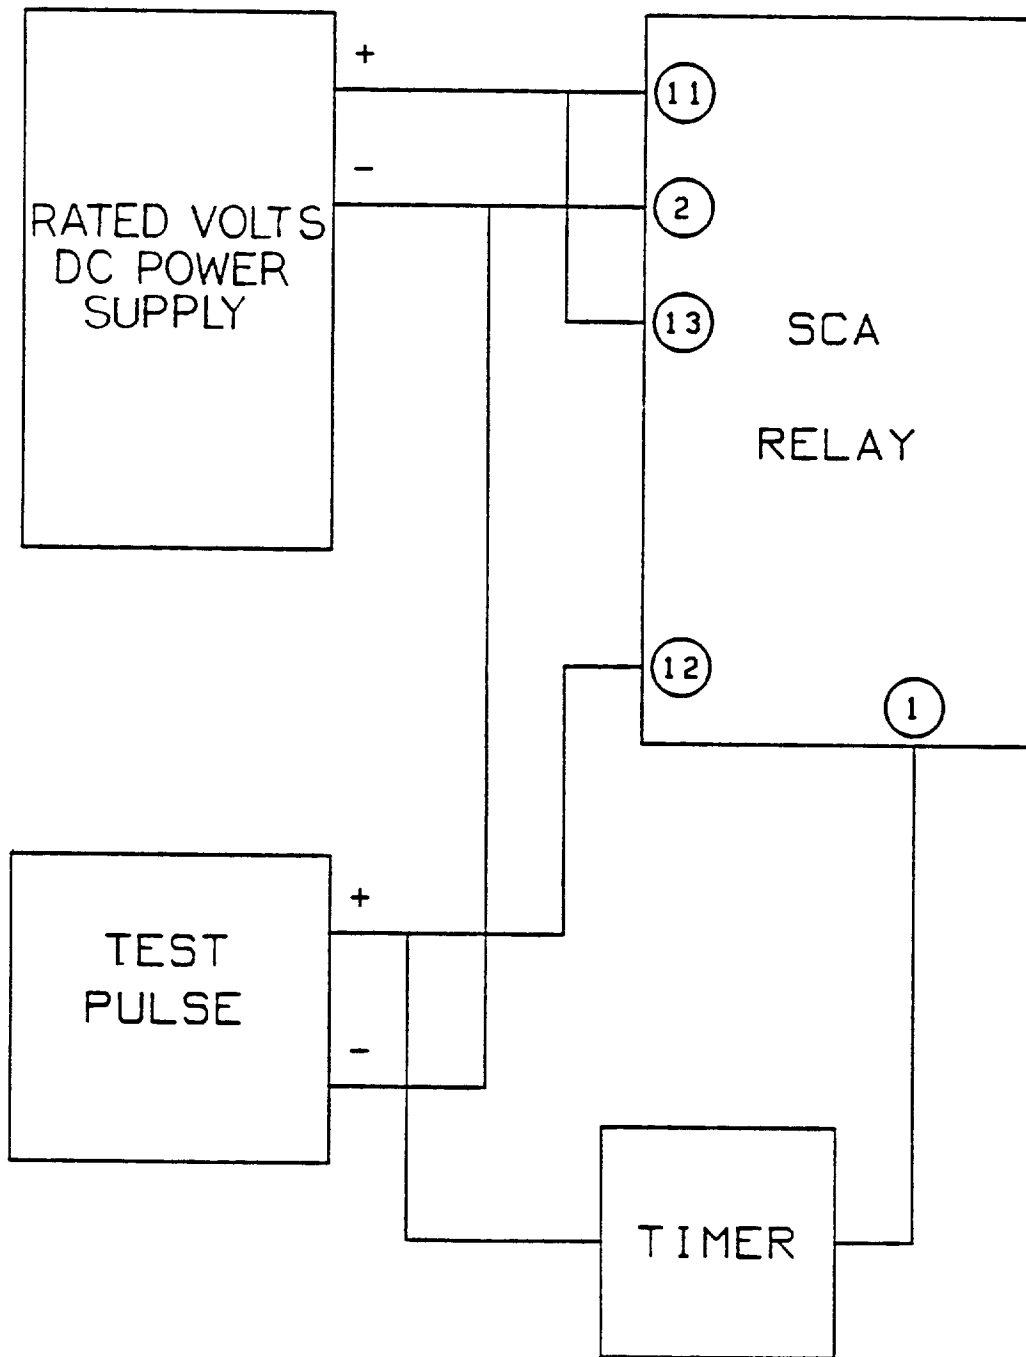 +
11
-
2
RATED VOLTS
DC POWER
SUPPLY
13
SCA
RELAY
12
1
+
TEST
PULSE
-
TIMER